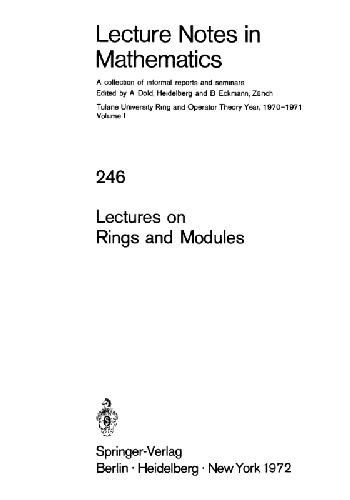 Lecture Notes in
Mathematics
A collection of informal reports and seminars
Edited by A. Dold, Heidelberg and B. Eckmann, Zürich
Tulane University Ring and Operator Theory Year, 1970–1971
Volume I
246
Lectures on
Rings and Modules
Springer-Verlag
Berlin · Heidelberg · New York 1972